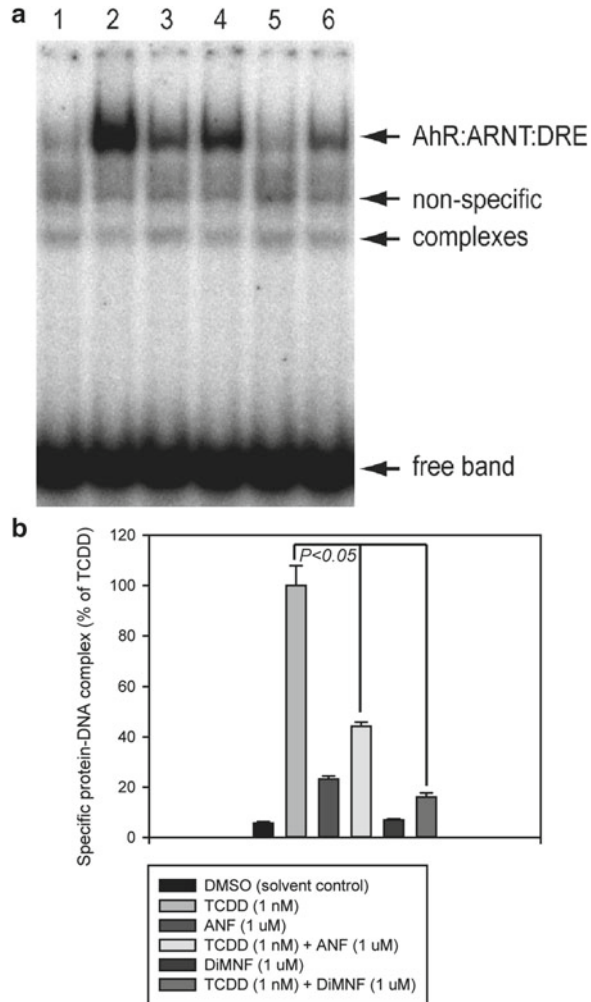 a
1 2 3 4 5 6
AhR:ARNT:DRE
non-specific
complexes
free band
b
Specific protein-DNA complex (% of TCDD)
120
100
80
60
40
20
0
P<0.05
DMSO (solvent control)
TCDD (1 nM)
ANF (1 uM)
TCDD (1 nM) + ANF (1 uM)
DiMNF (1 uM)
TCDD (1 nM) + DiMNF (1 uM)